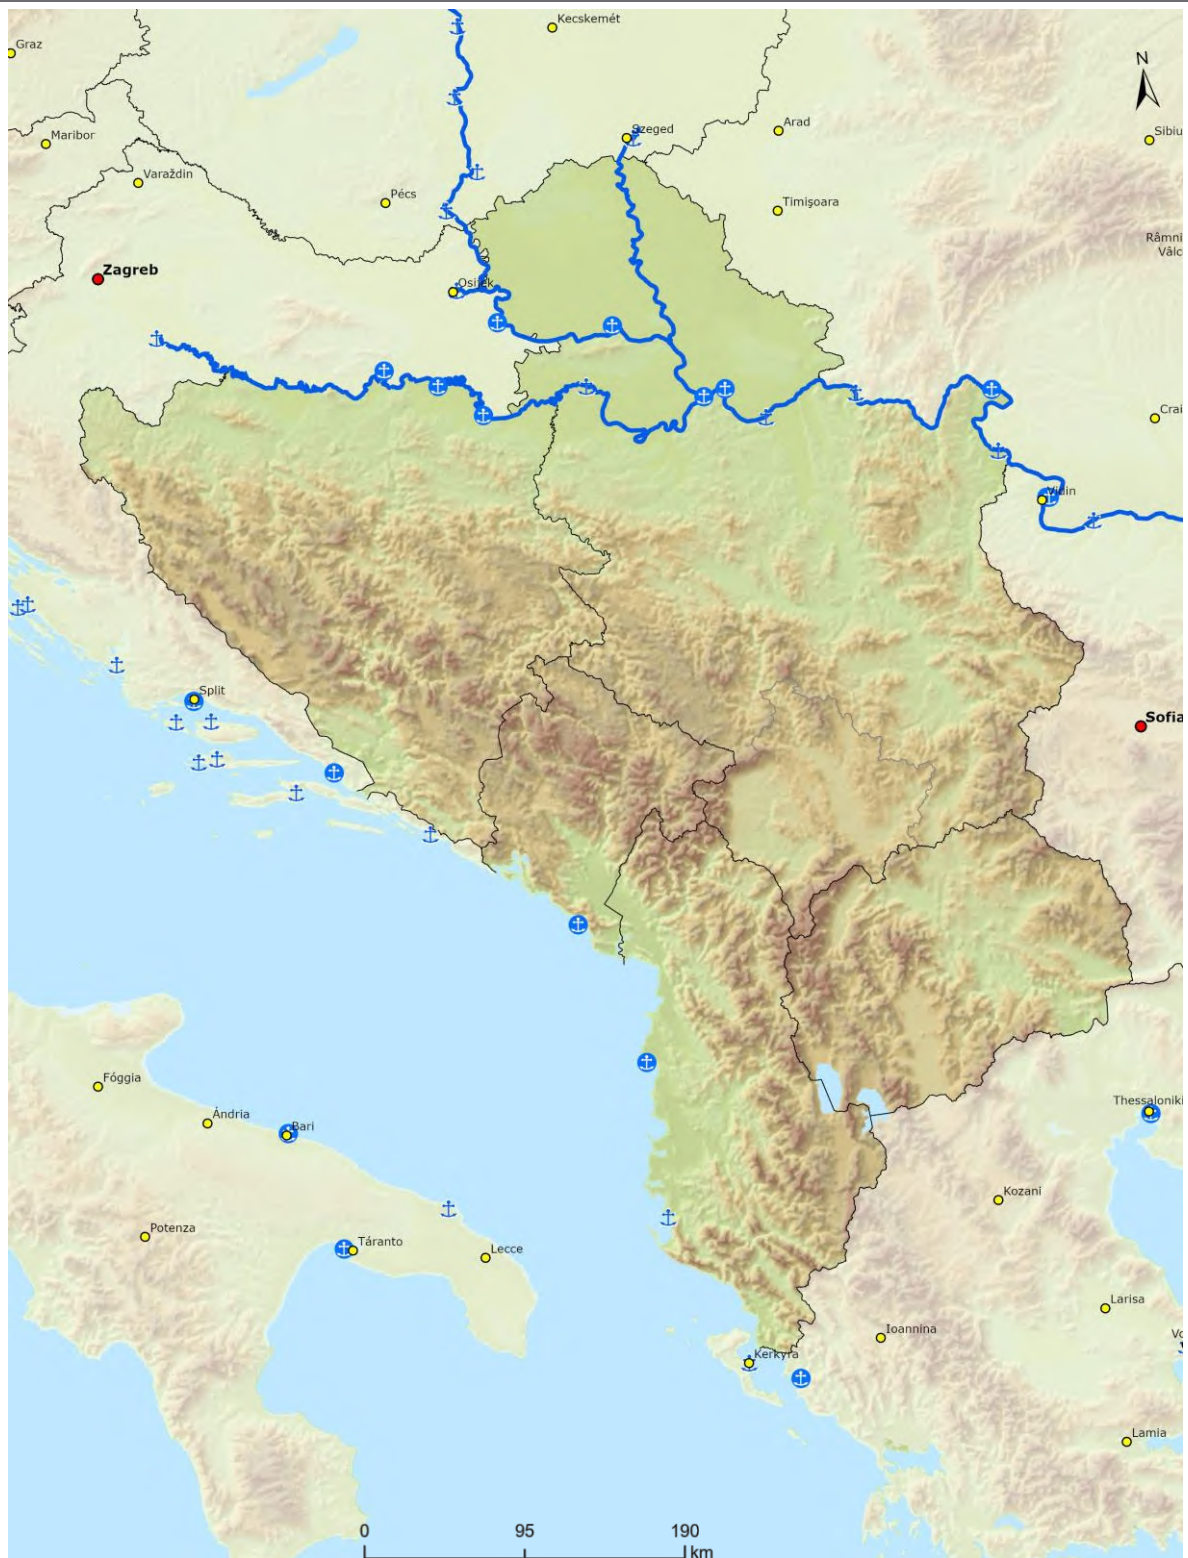 Kecskemét
Graz
N
Szeged
Arad
Sibiu
Maribor
Varaždin
Pécs
Timişoara
Râmni
Vâlc
Zagreb
Osijek
Crai
Vidin
Split
Sofia
Fóggia
Ándria
Bari
Thessaloniki
Kozani
Potenza
Táranto
Lecce
Larisa
Ioannina
Vo
Kerkyra
Lamia
0 95 190
km